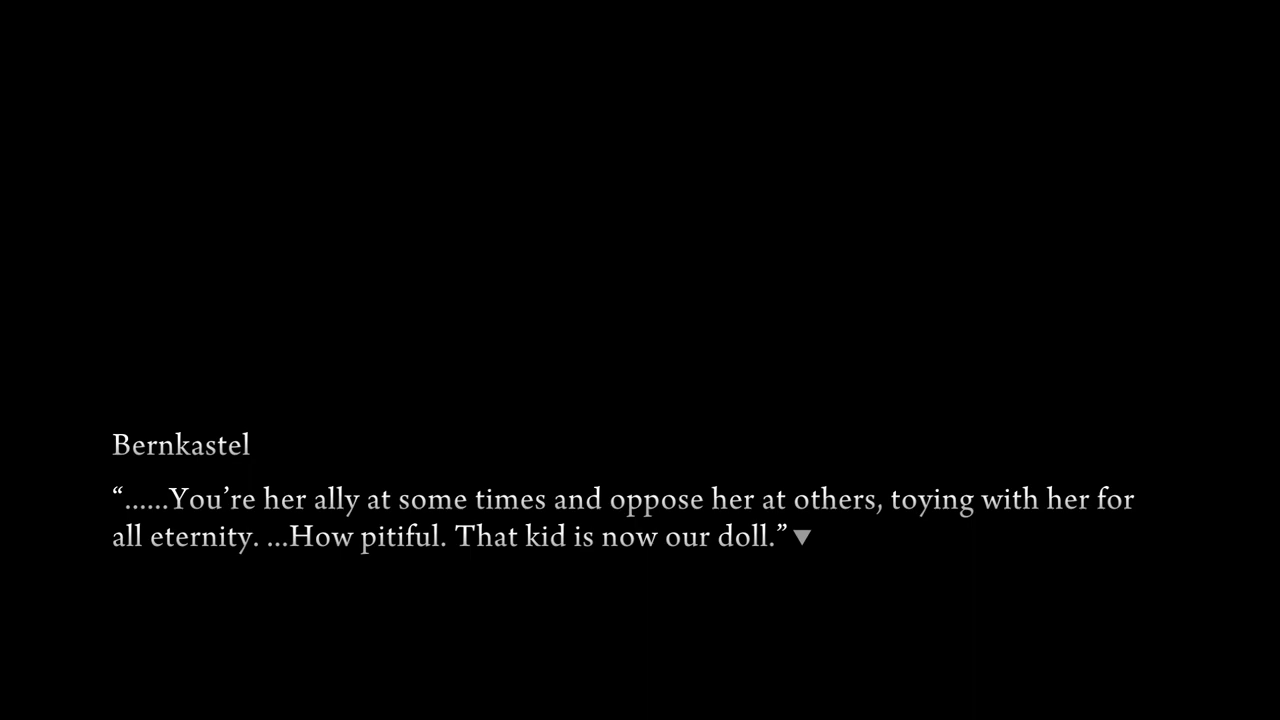 Bernkastel
“......You’re her ally at some times and oppose her at others, toying with her for
all eternity. ...How pitiful. That kid is now our doll.”